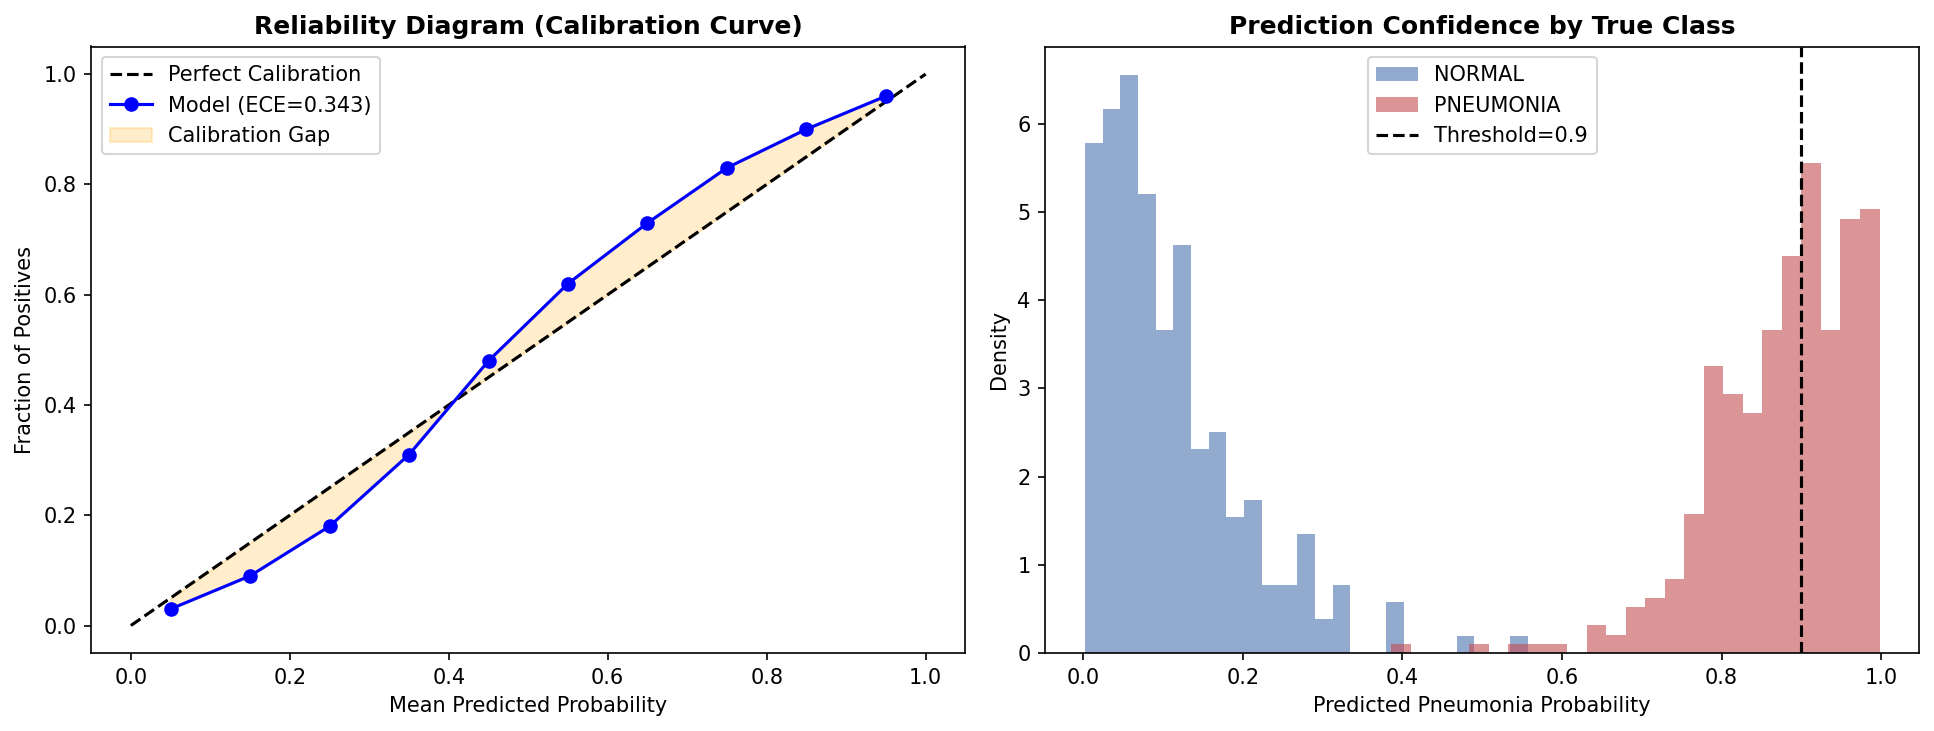 Reliability Diagram (Calibration Curve)
Perfect Calibration
Model (ECE=0.343)
Calibration Gap
1.0
0.8
0.6
0.4
0.2
0.0
Fraction of Positives
0.0 0.2 0.4 0.6 0.8 1.0
Mean Predicted Probability
Prediction Confidence by True Class
NORMAL
PNEUMONIA
Threshold=0.9
6
5
4
3
2
1
0
Density
0.0 0.2 0.4 0.6 0.8 1.0
Predicted Pneumonia Probability